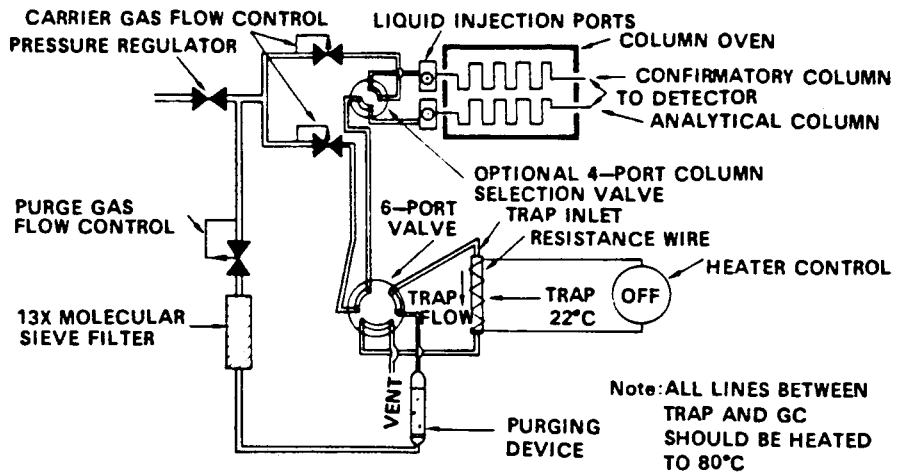 CARRIER GAS FLOW CONTROL
PRESSURE REGULATOR
LIQUID INJECTION PORTS
COLUMN OVEN
CONFIRMATORY COLUMN
TO DETECTOR
ANALYTICAL COLUMN
OPTIONAL 4-PORT COLUMN
SELECTION VALVE
PURGE GAS
FLOW CONTROL
6-PORT
VALVE
TRAP INLET
RESISTANCE WIRE
HEATER CONTROL
OFF
TRAP
FLOW
TRAP
22°C
13X MOLECULAR
SIEVE FILTER
VENT
PURGING
DEVICE
Note: ALL LINES BETWEEN
TRAP AND GC
SHOULD BE HEATED
TO 80°C